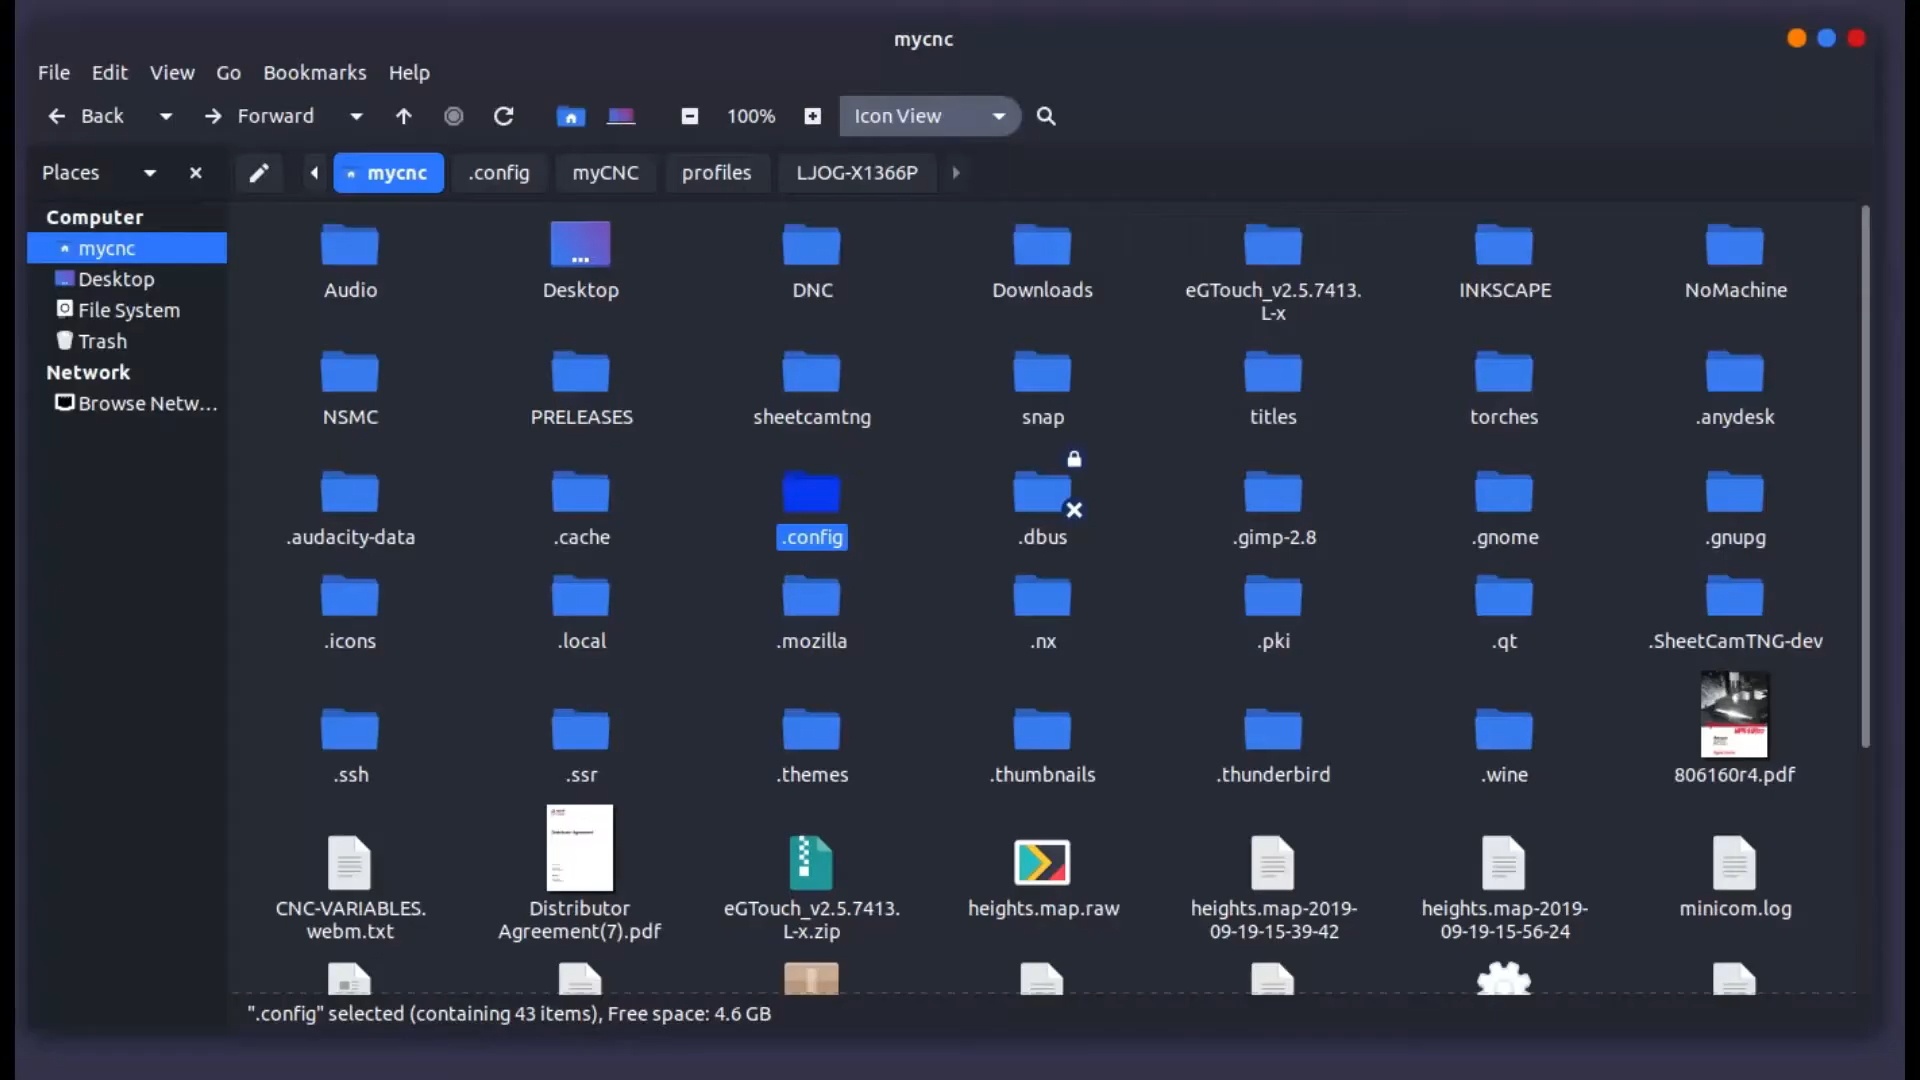 mycnc
File Edit View Go Bookmarks Help
Back Forward 100% Icon View
Places mycnc .config myCNC profiles LJOG-X1366P
Computer
mycnc
Desktop
File System
Trash
Network
Browse Netw...
Audio Desktop DNC Downloads eGTouch_v2.5.7413. INKSCAPE NoMachine
L-x
NSMC PRELEASES sheetcamtng snap titles torches .anydesk
.audacity-data .cache .config .dbus .gimp-2.8 .gnome .gnupg
.icons .local .mozilla .nx .pki .qt .SheetCamTNG-dev
.ssh .ssr .themes .thumbnails .thunderbird .wine 806160r4.pdf
CNC-VARIABLES. Distributor eGTouch_v2.5.7413. heights.map.raw heights.map-2019- heights.map-2019- minicom.log
webm.txt Agreement(7).pdf L-x.zip 09-19-15-39-42 09-19-15-56-24
".config" selected (containing 43 items), Free space: 4.6 GB